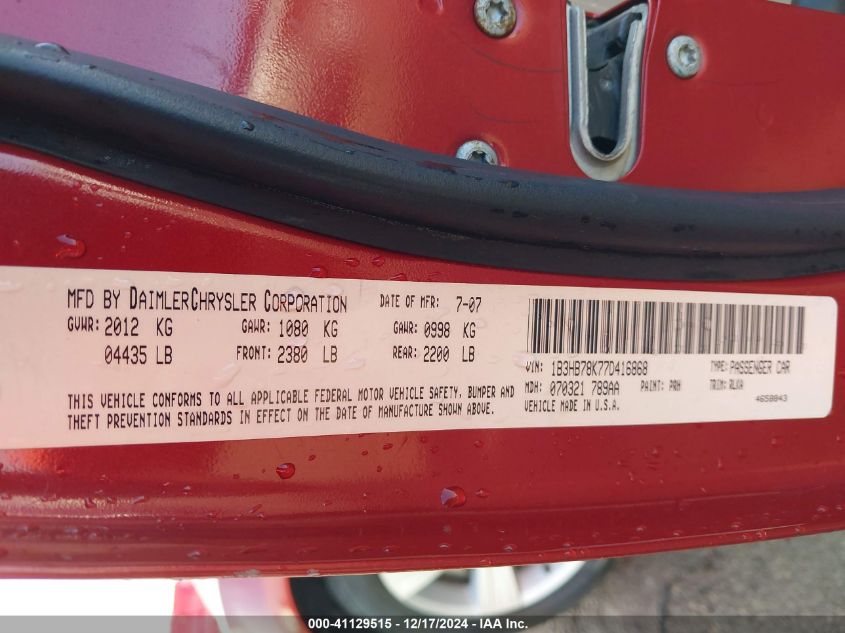 MFD BY DAIMLERCHRYSLER CORPORATION DATE OF MFR: 7-07
GVWR: 2012 KG GAWR: 1080 KG GAWR: 0998 KG
04435 LB FRONT: 2380 LB REAR: 2200 LB
THIS VEHICLE CONFORMS TO ALL APPLICABLE FEDERAL MOTOR VEHICLE SAFETY, BUMPER AND
THEFT PREVENTION STANDARDS IN EFFECT ON THE DATE OF MANUFACTURE SHOWN ABOVE.
VIN: 1B3HB78K77D416868 TYPE: PASSENGER CAR
MDH: 070321 789AA PAINT: PRH TRIM: RLKA
VEHICLE MADE IN U.S.A. 4658843
000-41129515 - 12/17/2024 - IAA Inc.